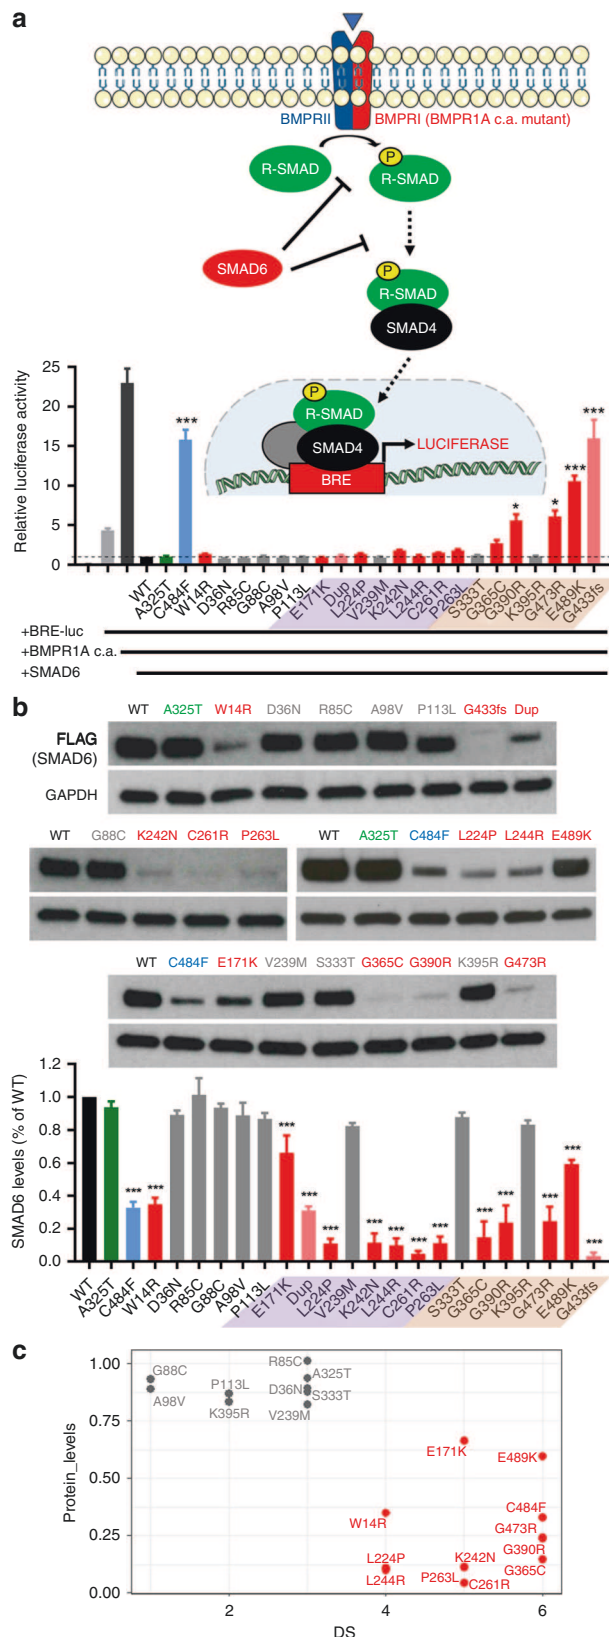 a
BMPRII
BMPRI (BMPR1A c.a. mutant)
R-SMAD
P
R-SMAD
SMAD6
P
R-SMAD
SMAD4
P
R-SMAD
SMAD4
LUCIFERASE
BRE
Relative luciferase activity
25
20
15
10
5
0
***
*
*
***
***
WT
A325T
C484F
W14R
D36N
R85C
G88C
A98V
P113L
E171K
Dup
L224P
V239M
K242N
L244R
C261R
P263L
S333T
G365C
G390R
K395R
G473R
E489K
G433fs
+BRE-luc
+BMPR1A c.a.
+SMAD6
b
WT A325T W14R D36N R85C A98V P113L G433fs Dup
FLAG
(SMAD6)
GAPDH
WT G88C K242N C261R P263L
WT A325T C484F L224P L244R E489K
WT C484F E171K V239M S333T G365C G390R K395R G473R
SMAD6 levels (% of WT)
1.2
1.0
0.8
0.6
0.4
0.2
0.0
*** *** *** *** *** *** *** *** *** *** *** *** *** ***
WT
A325T
C484F
W14R
D36N
R85C
G88C
A98V
P113L
E171K
Dup
L224P
V239M
K242N
L244R
C261R
P263L
S333T
G365C
G390R
K395R
G473R
E489K
G433fs
c
Protein_levels
1.00
0.75
0.50
0.25
0.00
G88C
A98V
P113L
K395R
R85C
A325T
D36N
S333T
V239M
E171K
E489K
W14R
C484F
G473R
L224P
L244R
K242N
P263L
C261R
G390R
G365C
2 4 6
DS